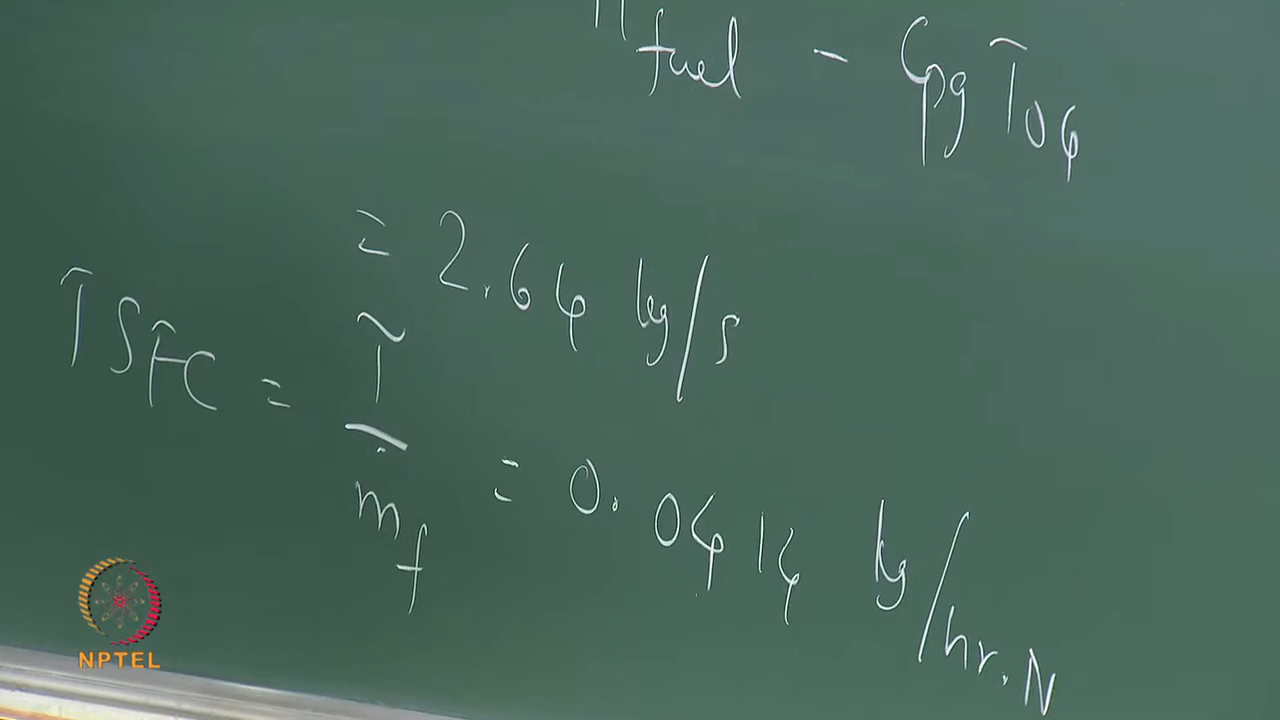 fuel - Cpg T04
= 2.64 kg/s
TSFC = T / ṁf = 0.0414 kg/hr.N
NPTEL